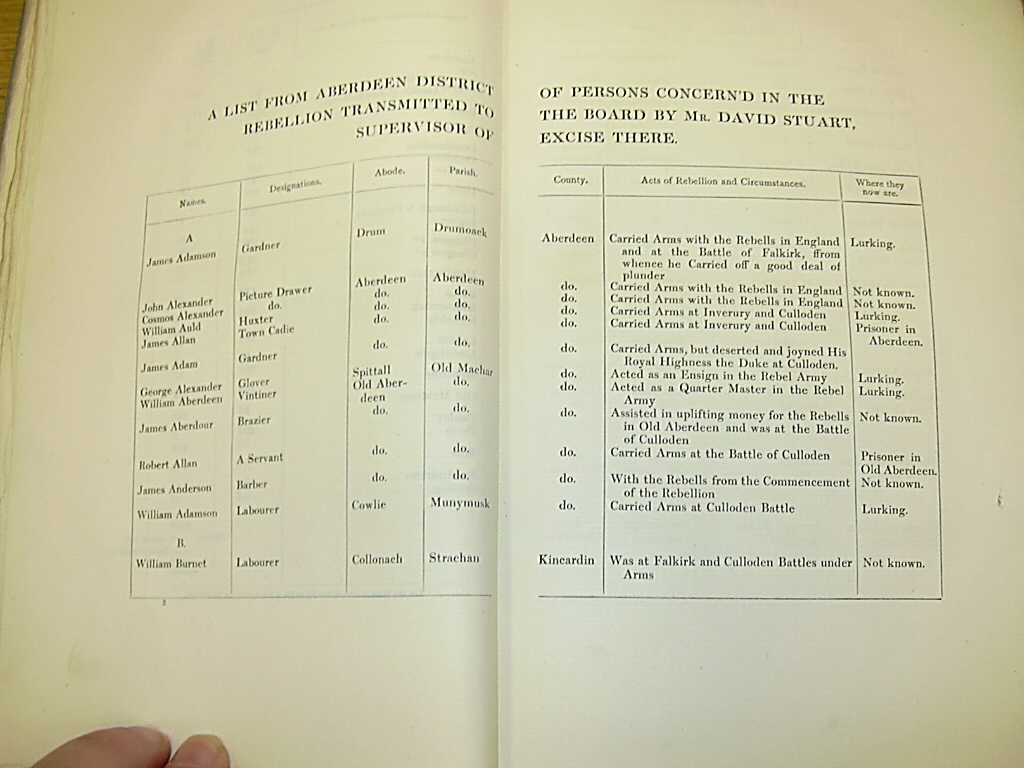 A LIST FROM ABERDEEN DISTRICT OF PERSONS CONCERN'D IN THE
REBELLION TRANSMITTED TO THE BOARD BY Mr. DAVID STUART,
SUPERVISOR OF EXCISE THERE.
Names. Designations. Abode. Parish. County. Acts of Rebellion and Circumstances. Where they
now are.
A
James Adamson Gardner Drum Drumoack Aberdeen Carried Arms with the Rebells in England Lurking.
and at the Battle of Falkirk, ffrom
whence he Carried off a good deal of
plunder
John Alexander Picture Drawer Aberdeen Aberdeen do. Carried Arms with the Rebells in England Not known.
Cosmos Alexander do. do. do. do. Carried Arms with the Rebells in England Not known.
William Auld Huxter do. do. do. Carried Arms at Inverury and Culloden Lurking.
James Allan Town Cadie do. do. do. Carried Arms at Inverury and Culloden Prisoner in
Aberdeen.
James Adam Gardner do. do. do. Carried Arms, but deserted and joyned His
Royal Highness the Duke at Culloden.
George Alexander Glover Spittall Old Machar do. Acted as an Ensign in the Rebel Army Lurking.
William Aberdeen Vintiner Old Aber- do. do. Acted as a Quarter Master in the Rebel Lurking.
deen Army
James Aberdour Brazier do. do. do. Assisted in uplifting money for the Rebells Not known.
in Old Aberdeen and was at the Battle
of Culloden
Robert Allan A Servant do. do. do. Carried Arms at the Battle of Culloden Prisoner in
Old Aberdeen.
James Anderson Barber do. do. do. With the Rebells from the Commencement Not known.
of the Rebellion
William Adamson Labourer Cowlie Munymusk do. Carried Arms at Culloden Battle Lurking.
B.
William Burnet Labourer Collonach Strachan Kincardin Was at Falkirk and Culloden Battles under Not known.
Arms